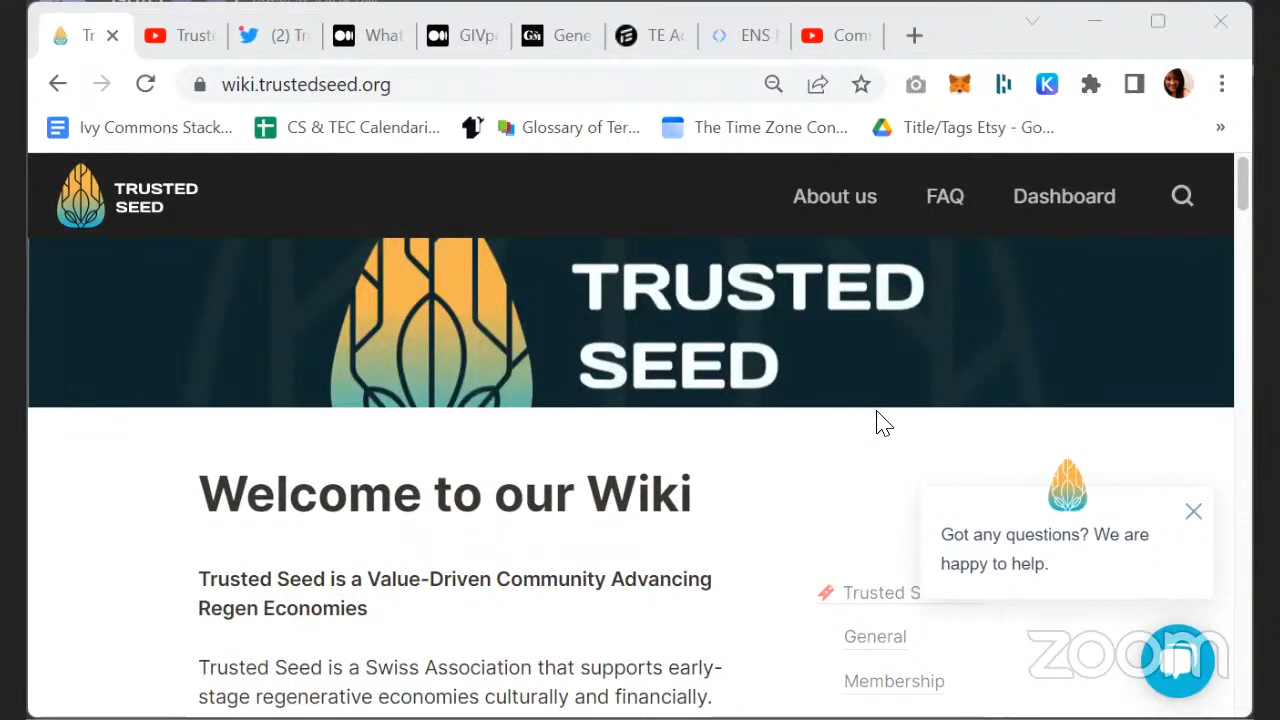 Tr
Trust
(2) Tr
What
GIVp
Gene
TE A
ENS
Com
wiki.trustedseed.org
Ivy Commons Stack...
CS & TEC Calendari...
Glossary of Ter...
The Time Zone Con...
Title/Tags Etsy - Go...
»
TRUSTED
SEED
About us
FAQ
Dashboard
TRUSTED
SEED
Welcome to our Wiki
Got any questions? We are
happy to help.
Trusted Seed is a Value-Driven Community Advancing
Regen Economies
Trusted S
General
Trusted Seed is a Swiss Association that supports early-
stage regenerative economies culturally and financially.
Membership
zoom